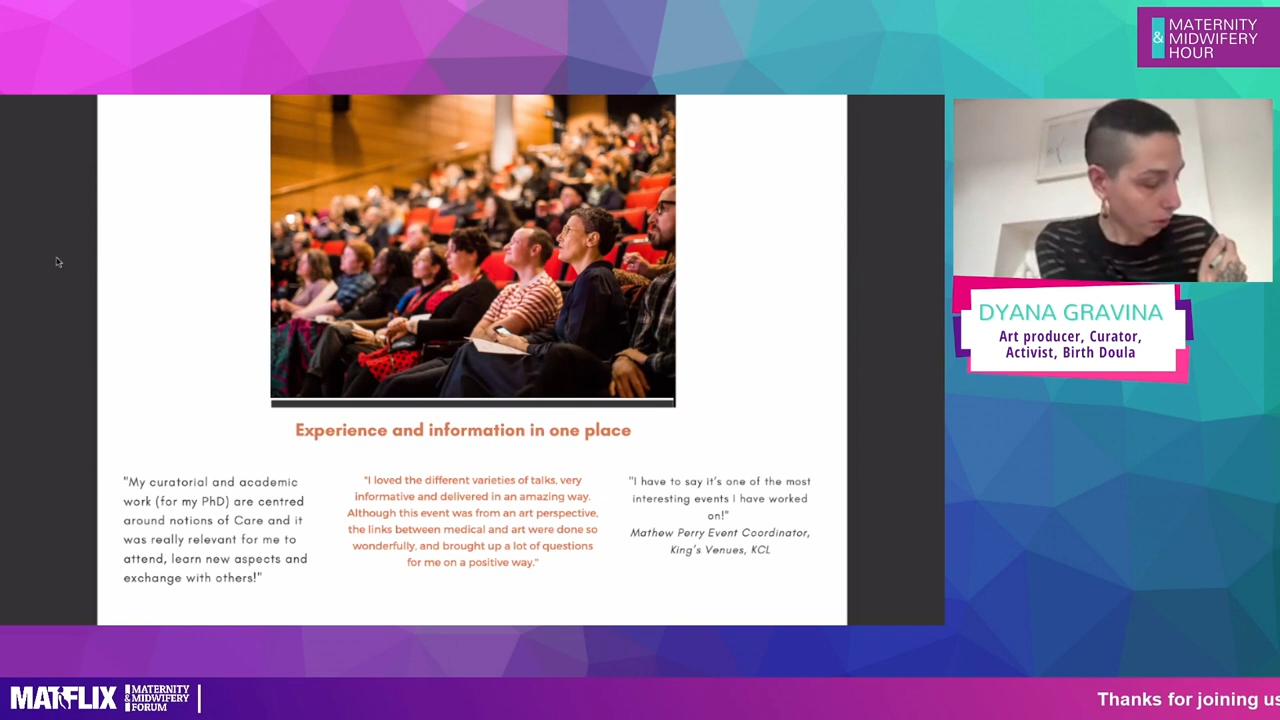 MATERNITY
& MIDWIFERY
HOUR
DYANA GRAVINA
Art producer, Curator,
Activist, Birth Doula
Experience and information in one place
"My curatorial and academic
work (for my PhD) are centred
around notions of Care and it
was really relevant for me to
attend, learn new aspects and
exchange with others!"
"I loved the different varieties of talks, very
informative and delivered in an amazing way.
Although this event was from an art perspective,
the links between medical and art were done so
wonderfully, and brought up a lot of questions
for me on a positive way."
"I have to say it's one of the most
interesting events I have worked
on!"
Mathew Perry Event Coordinator,
King's Venues, KCL
MATFLIX
MATERNITY
& MIDWIFERY
FORUM
Thanks for joining us